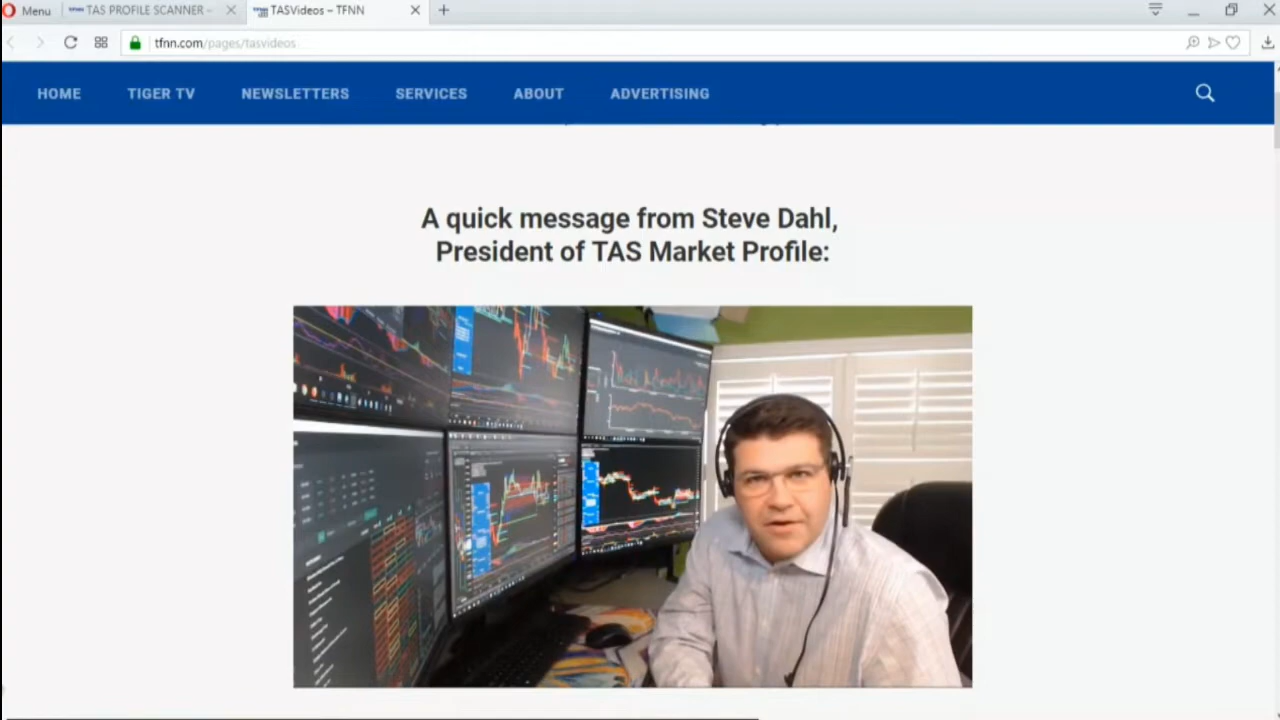 Menu
TAS PROFILE SCANNER –
TASVideos – TFNN
tfnn.com/pages/tasvideos
HOME
TIGER TV
NEWSLETTERS
SERVICES
ABOUT
ADVERTISING
A quick message from Steve Dahl,
President of TAS Market Profile: